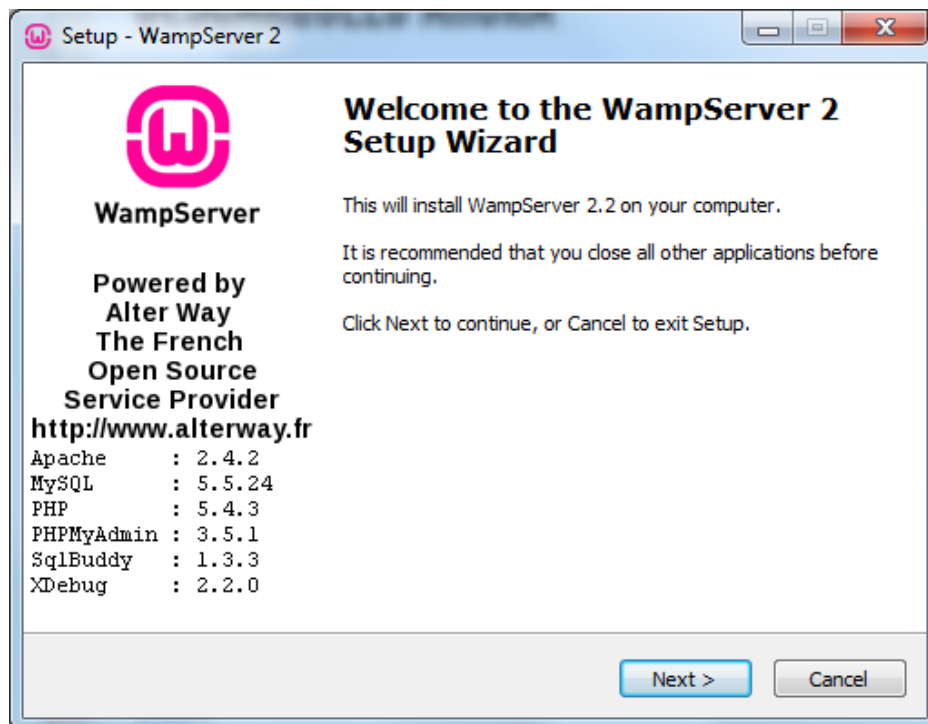 Setup - WampServer 2
WampServer
Powered by
Alter Way
The French
Open Source
Service Provider
http://www.alterway.fr
Apache : 2.4.2
MySQL : 5.5.24
PHP : 5.4.3
PHPMyAdmin : 3.5.1
SqlBuddy : 1.3.3
XDebug : 2.2.0
Welcome to the WampServer 2
Setup Wizard
This will install WampServer 2.2 on your computer.
It is recommended that you close all other applications before
continuing.
Click Next to continue, or Cancel to exit Setup.
Next >
Cancel